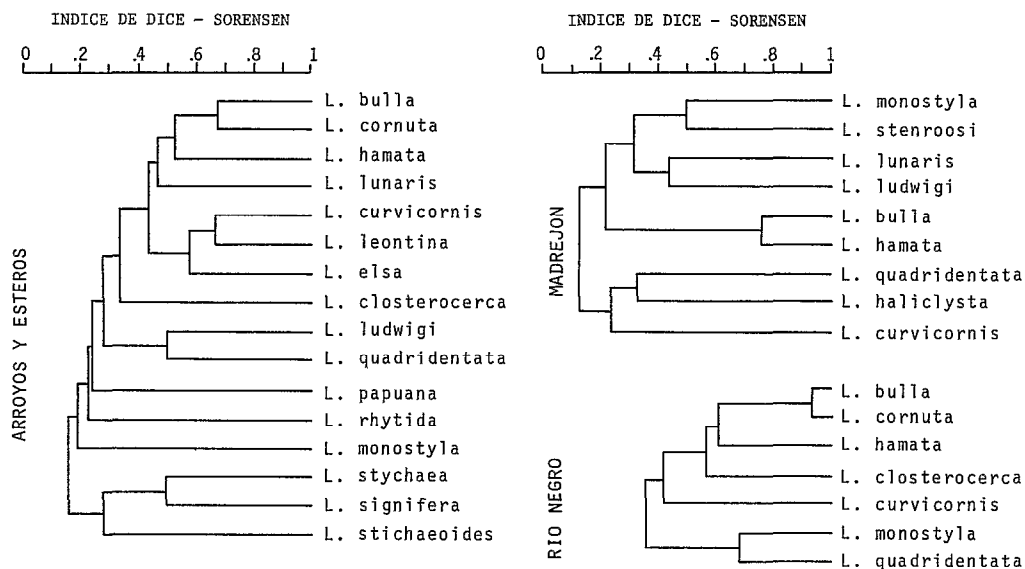 INDICE DE DICE - SORENSEN
0 .2 .4 .6 .8 1
ARROYOS Y ESTEROS
L. bulla
L. cornuta
L. hamata
L. lunaris
L. curvicornis
L. leontina
L. elsa
L. closterocerca
L. ludwigi
L. quadridentata
L. papuana
L. rhytida
L. monostyla
L. stychaea
L. signifera
L. stichaeoides
INDICE DE DICE - SORENSEN
0 .2 .4 .6 .8 1
MADREJON
L. monostyla
L. stenroosi
L. lunaris
L. ludwigi
L. bulla
L. hamata
L. quadridentata
L. haliclysta
L. curvicornis
RIO NEGRO
L. bulla
L. cornuta
L. hamata
L. closterocerca
L. curvicornis
L. monostyla
L. quadridentata